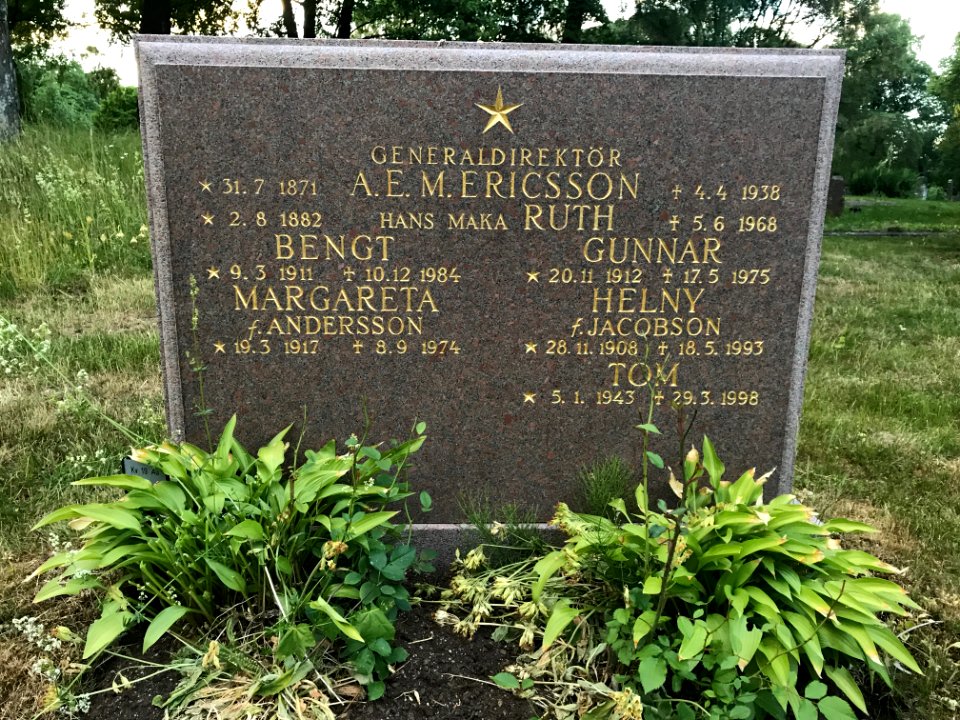 GENERALDIREKTÖR
★ 31.7 1871 A.E.M.ERICSSON ✝ 4.4 1938
★ 2.8 1882 HANS MAKA RUTH ✝ 5.6 1968
BENGT
★ 9.3 1911 ✝ 10.12 1984
MARGARETA
f.ANDERSSON
★ 19.3 1917 ✝ 8.9 1974
GUNNAR
★ 20.11 1912 ✝ 17.5 1975
HELNY
f.JACOBSON
★ 28.11 1908 ✝ 18.5 1993
TOM
★ 5.1.1943 ✝ 29.3 1998